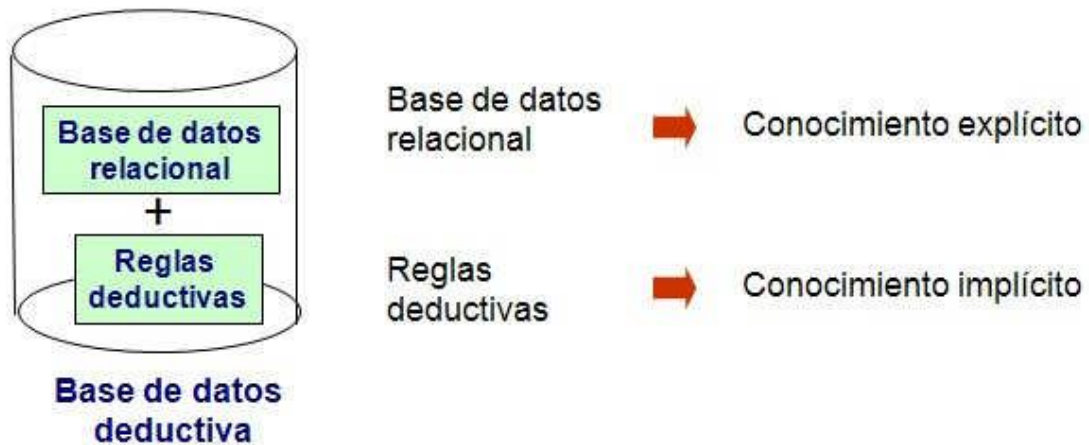 Base de datos
relacional
+
Reglas
deductivas
Base de datos
deductiva
Base de datos
relacional
Conocimiento explícito
Reglas
deductivas
Conocimiento implícito